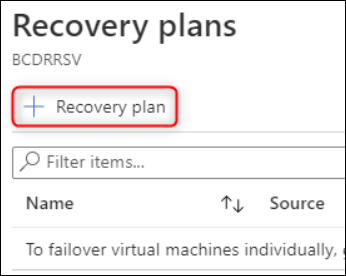 Recovery plans
BCDRRSV
+ Recovery plan
Filter items...
Name ↑↓ Source
To failover virtual machines individually,